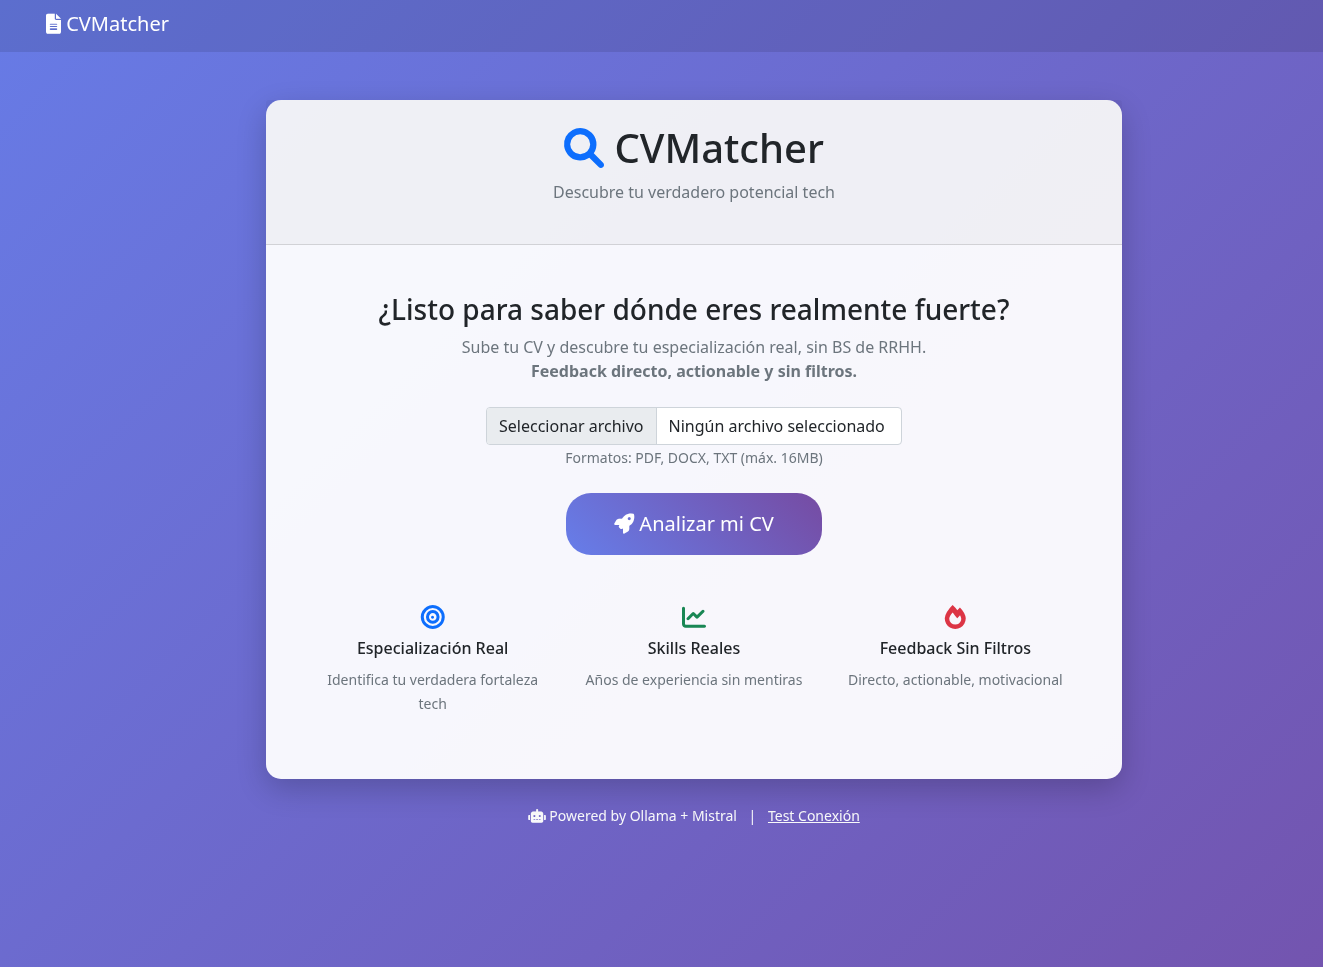 CVMatcher
CVMatcher
Descubre tu verdadero potencial tech
¿Listo para saber dónde eres realmente fuerte?
Sube tu CV y descubre tu especialización real, sin BS de RRHH.
Feedback directo, actionable y sin filtros.
Seleccionar archivo Ningún archivo seleccionado
Formatos: PDF, DOCX, TXT (máx. 16MB)
Analizar mi CV
Especialización Real
Identifica tu verdadera fortaleza
tech
Skills Reales
Años de experiencia sin mentiras
Feedback Sin Filtros
Directo, actionable, motivacional
Powered by Ollama + Mistral | Test Conexión